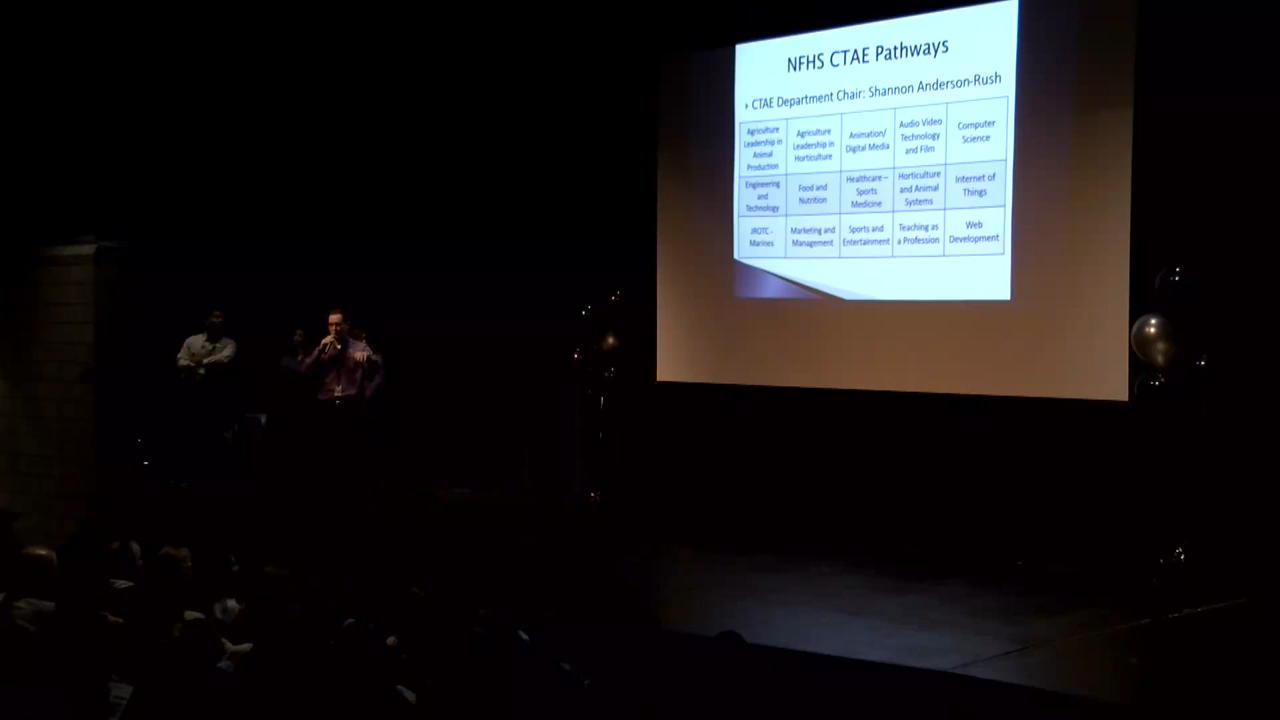 NFHS CTAE Pathways
CTAE Department Chair: Shannon Anderson-Rush
Agriculture
Leadership in
Animal
Production
Agriculture
Leadership in
Horticulture
Animation/
Digital Media
Audio Video
Technology
and Film
Computer
Science
Engineering
and
Technology
Food and
Nutrition
Healthcare –
Sports
Medicine
Horticulture
and Animal
Systems
Internet of
Things
JROTC -
Marines
Marketing and
Management
Sports and
Entertainment
Teaching as
a Profession
Web
Development